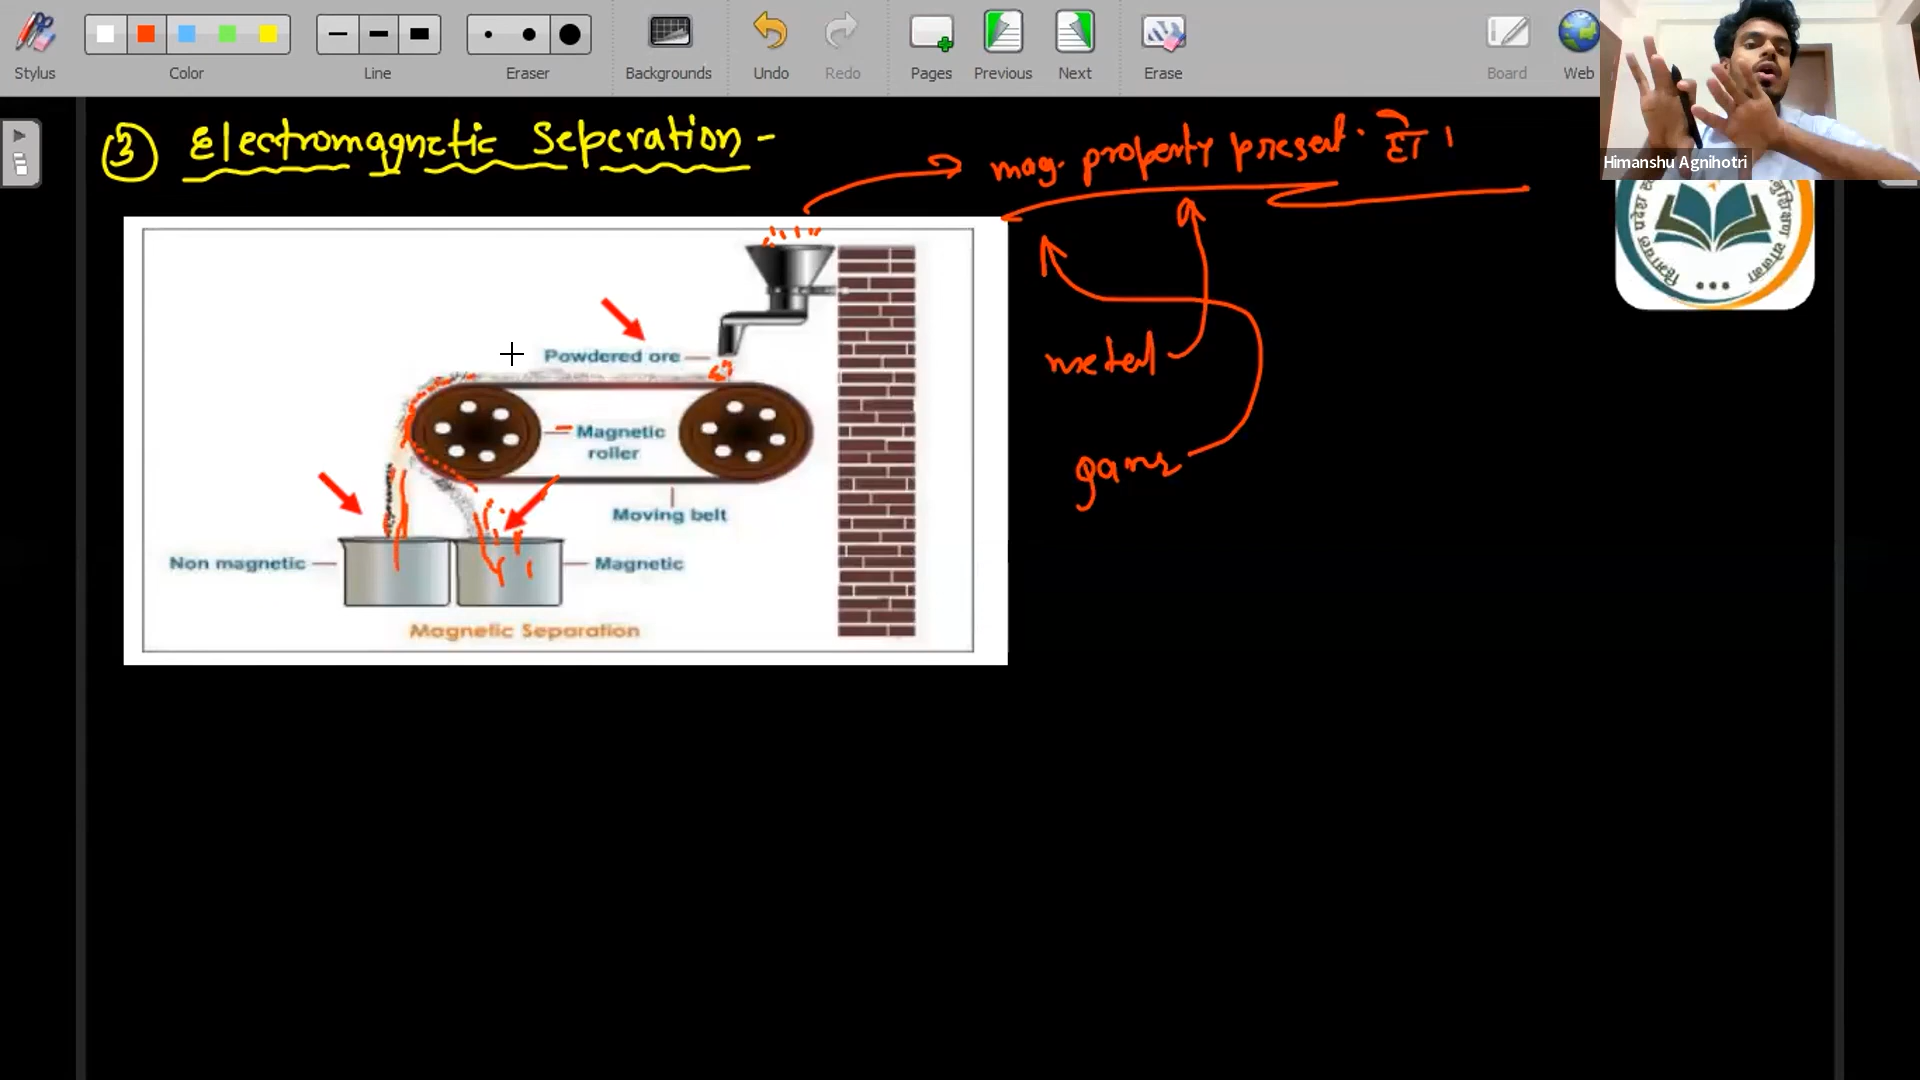 Stylus
Color
Line
Eraser
Backgrounds
Undo
Redo
Pages
Previous
Next
Erase
Board
Web
Himanshu Agnihotri
③ Electromagnetic Seperation -
mag. property present. हो ।
Powdered ore
metal
Magnetic
roller
gang
Moving belt
Non magnetic
Magnetic
Magnetic Separation